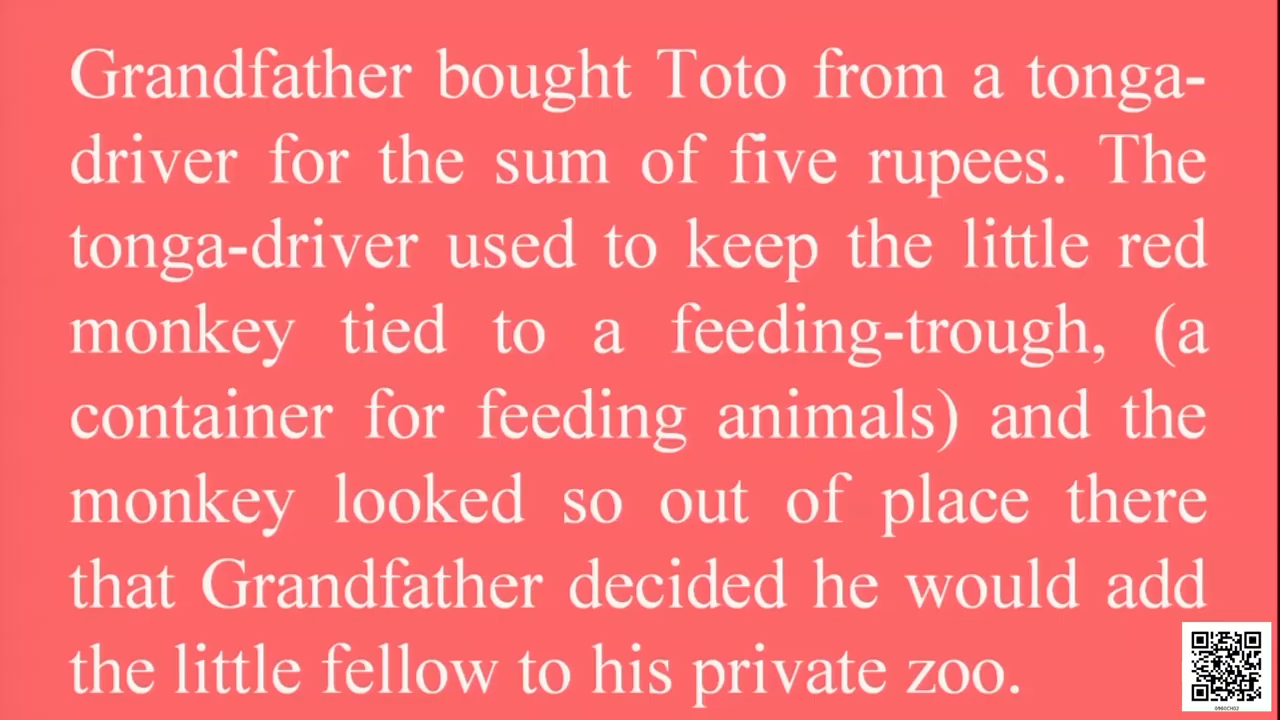 Grandfather bought Toto from a tonga-
driver for the sum of five rupees. The
tonga-driver used to keep the little red
monkey tied to a feeding-trough, (a
container for feeding animals) and the
monkey looked so out of place there
that Grandfather decided he would add
the little fellow to his private zoo.